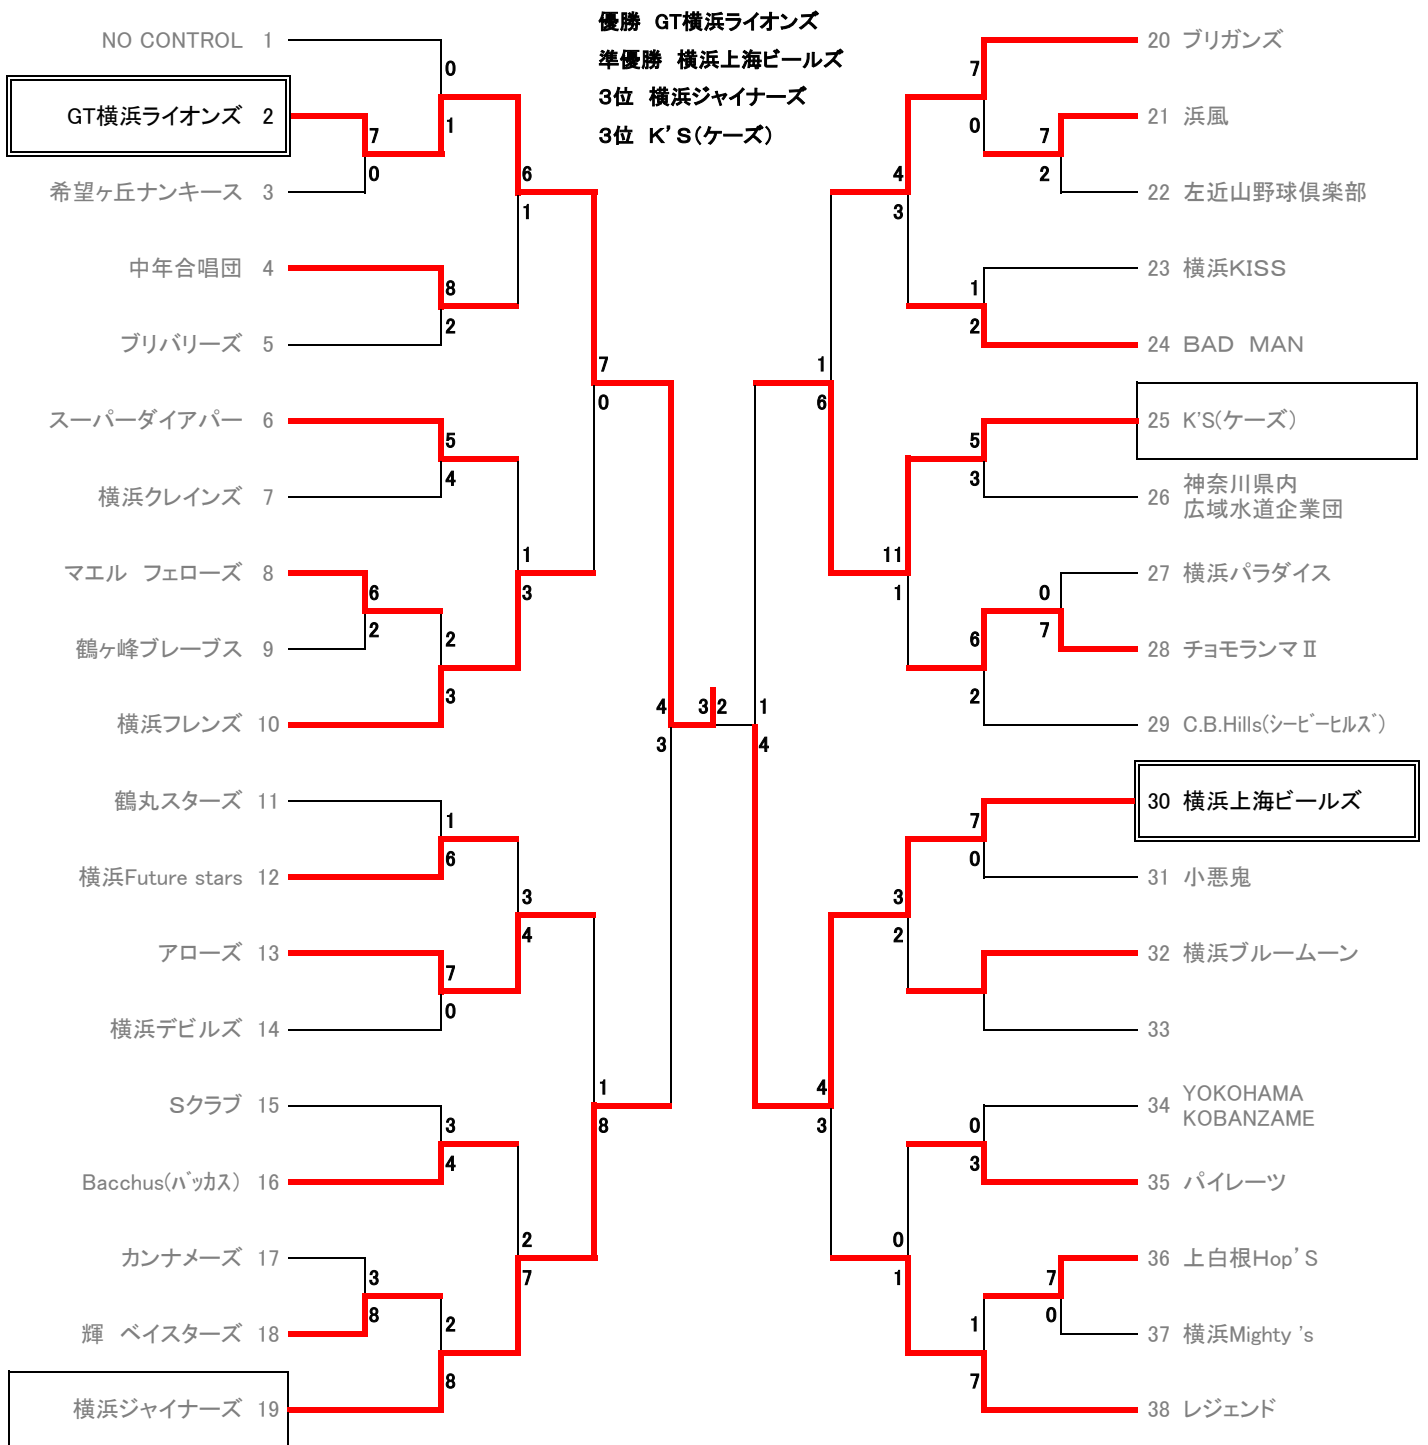 優勝 GT横浜ライオンズ
準優勝 横浜上海ビールズ
3位 横浜ジャイナーズ
3位 K'S(ケーズ)
NO CONTROL 1
0
GT横浜ライオンズ 2
7
1
0
希望ヶ丘ナンキース 3
6
1
中年合唱団 4
8
2
ブリバリーズ 5
7
0
スーパーダイアパー 6
5
4
横浜クレインズ 7
1
3
マエル フェローズ 8
6
2
鶴ヶ峰ブレーブス 9
2
3
横浜フレンズ 10
4
3
3 2
鶴丸スターズ 11
1
6
横浜Future stars 12
3
4
アローズ 13
7
0
横浜デビルズ 14
1
8
Sクラブ 15
3
4
Bacchus(バッカス) 16
2
7
カンナメーズ 17
3
8
輝 ベイスターズ 18
2
8
横浜ジャイナーズ 19
20 ブリガンズ
7
0
21 浜風
7
2
22 左近山野球倶楽部
4
3
23 横浜KISS
1
2
24 BAD MAN
1
6
25 K'S(ケーズ)
5
3
26 神奈川県内
広域水道企業団
11
1
27 横浜パラダイス
0
7
28 チョモランマⅡ
6
2
29 C.B.Hills(シービーヒルズ)
1
4
30 横浜上海ビールズ
7
0
31 小悪鬼
3
2
32 横浜ブルームーン
33
4
3
34 YOKOHAMA
KOBANZAME
0
3
35 パイレーツ
0
1
36 上白根Hop'S
7
0
37 横浜Mighty 's
1
7
38 レジェンド